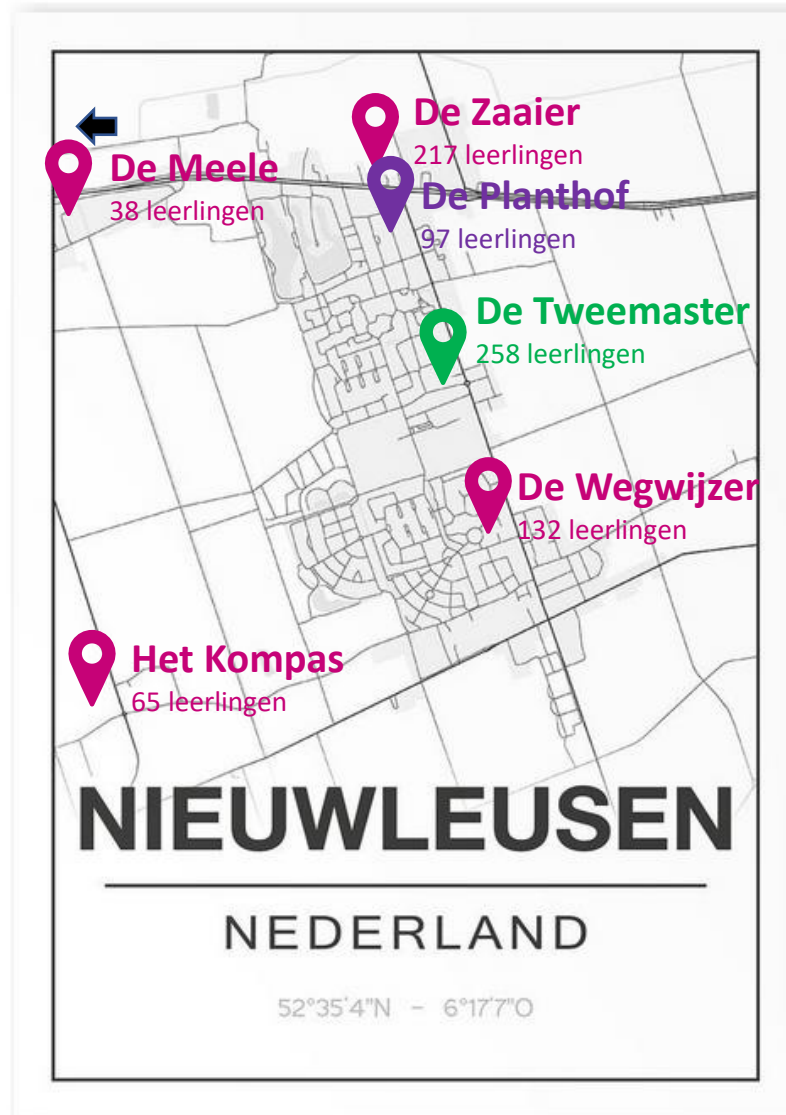 De Zaaier
217 leerlingen
De Meele
38 leerlingen
De Planthof
97 leerlingen
De Tweemaster
258 leerlingen
De Wegwijzer
132 leerlingen
Het Kompas
65 leerlingen
NIEUWLEUSEN
NEDERLAND
52°35'4"N – 6°17'7"O